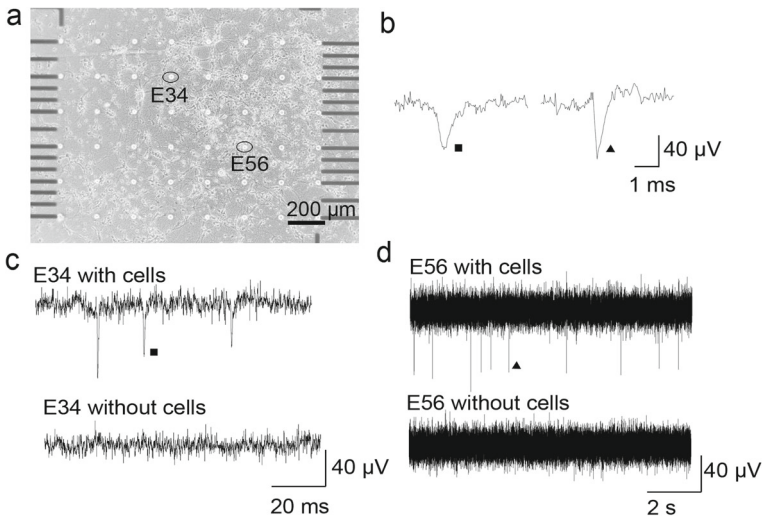 a
E34
E56
200 µm
b
40 µV
1 ms
c
E34 with cells
E34 without cells
40 µV
20 ms
d
E56 with cells
E56 without cells
40 µV
2 s